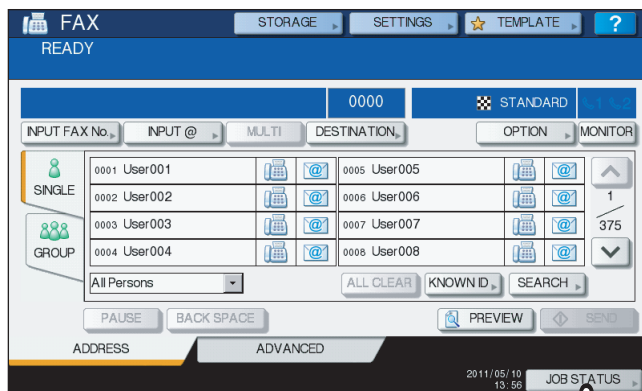 FAX STORAGE SETTINGS TEMPLATE ?
READY
0000 STANDARD 1 2
INPUT FAX No. INPUT @ MULTI DESTINATION OPTION MONITOR
SINGLE
GROUP
0001 User001 0005 User005
0002 User002 0006 User006
0003 User003 0007 User007
0004 User004 0008 User008
1
375
All Persons ALL CLEAR KNOWN ID SEARCH
PAUSE BACK SPACE PREVIEW SEND
ADDRESS ADVANCED
2011/05/10
13:56 JOB STATUS